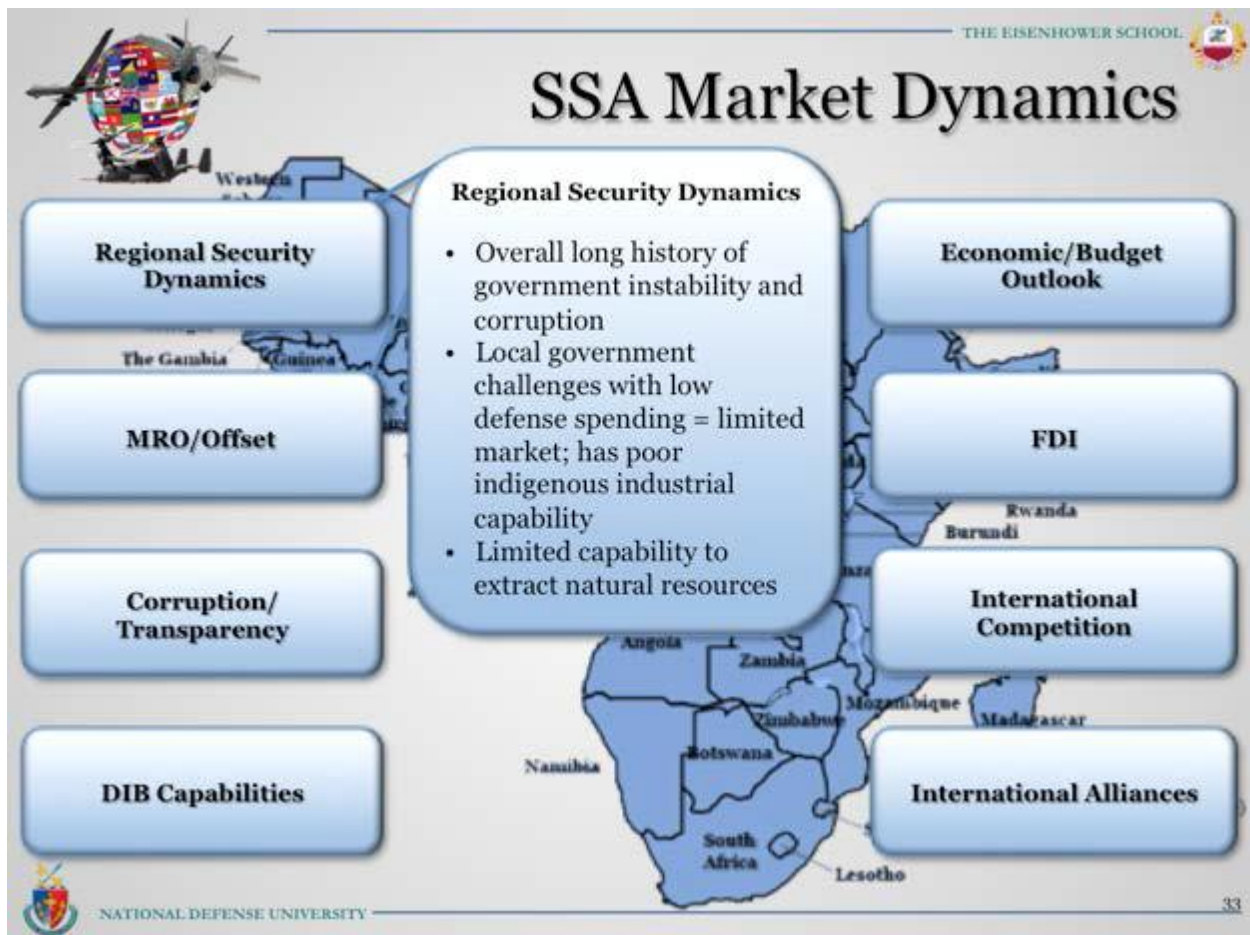 THE EISENHOWER SCHOOL
SSA Market Dynamics
Western
Regional Security
Dynamics
MRO/Offset
Corruption/
Transparency
DIB Capabilities
Regional Security Dynamics
• Overall long history of
government instability and
corruption
• Local government
challenges with low
defense spending = limited
market; has poor
indigenous industrial
capability
• Limited capability to
extract natural resources
Economic/Budget
Outlook
FDI
International
Competition
International Alliances
The Gambia
Guinea
Rwanda
Burundi
Angola
Zambia
Mozambique
Zimbabwe
Madagascar
Botswana
Namibia
South
Africa
Lesotho
NATIONAL DEFENSE UNIVERSITY
33